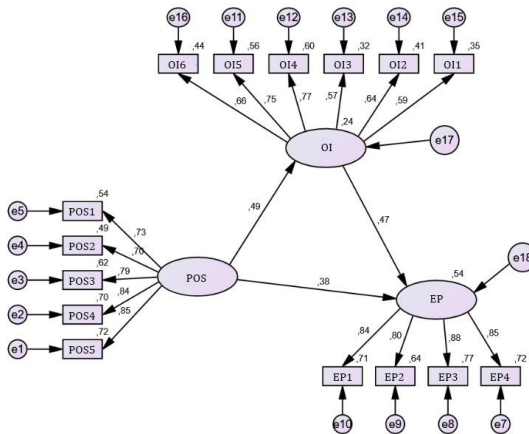 e16 e11 e12 e13 e14 e15
,44 ,56 ,60 ,32 ,41 ,35
OI6 OI5 OI4 OI3 OI2 OI1
,66 ,75 ,77 ,57 ,64 ,59
,24
OI
e17
,49
,47
e5
,54
POS1
,73
e4
,49
POS2
,70
e3
,62
POS3
,79
e2
,70
POS4
,84
e1
,72
POS5
,85
POS
,38
,54
e18
EP
,84 ,80 ,88 ,85
,71 ,64 ,77 ,72
EP1 EP2 EP3 EP4
e10 e9 e8 e7